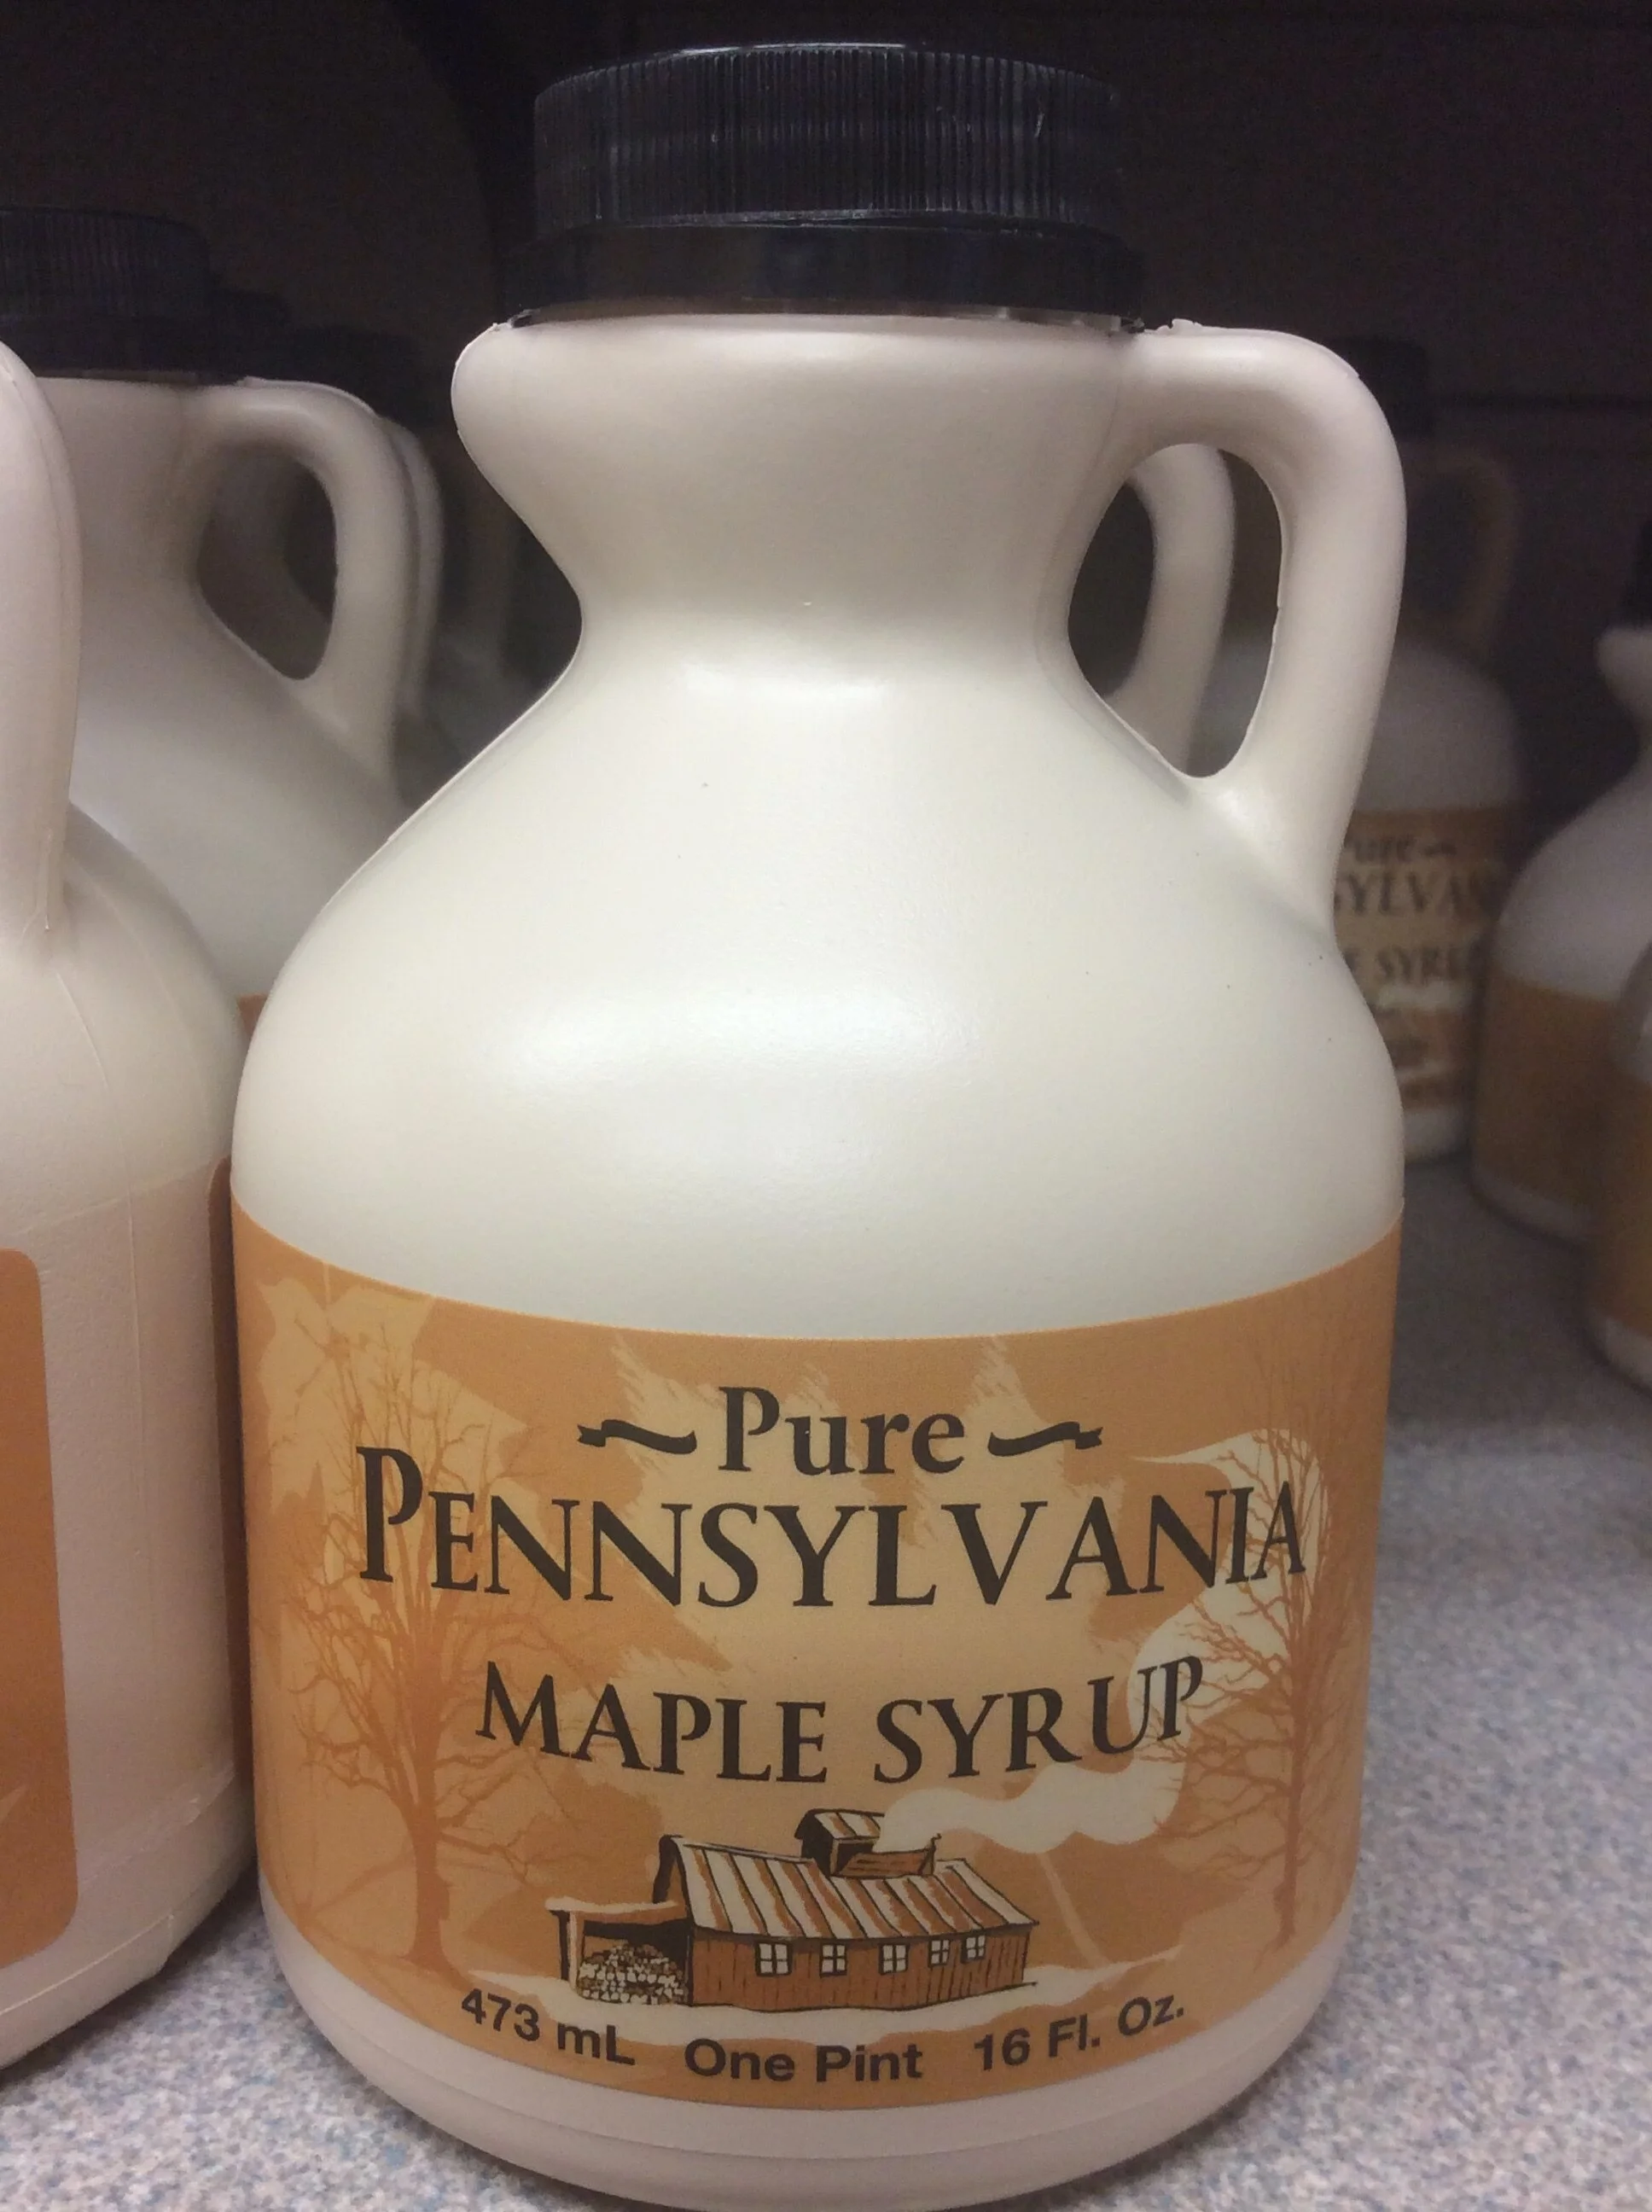 ~Pure~
PENNSYLVANIA
MAPLE SYRUP
473 mL One Pint 16 Fl. Oz.